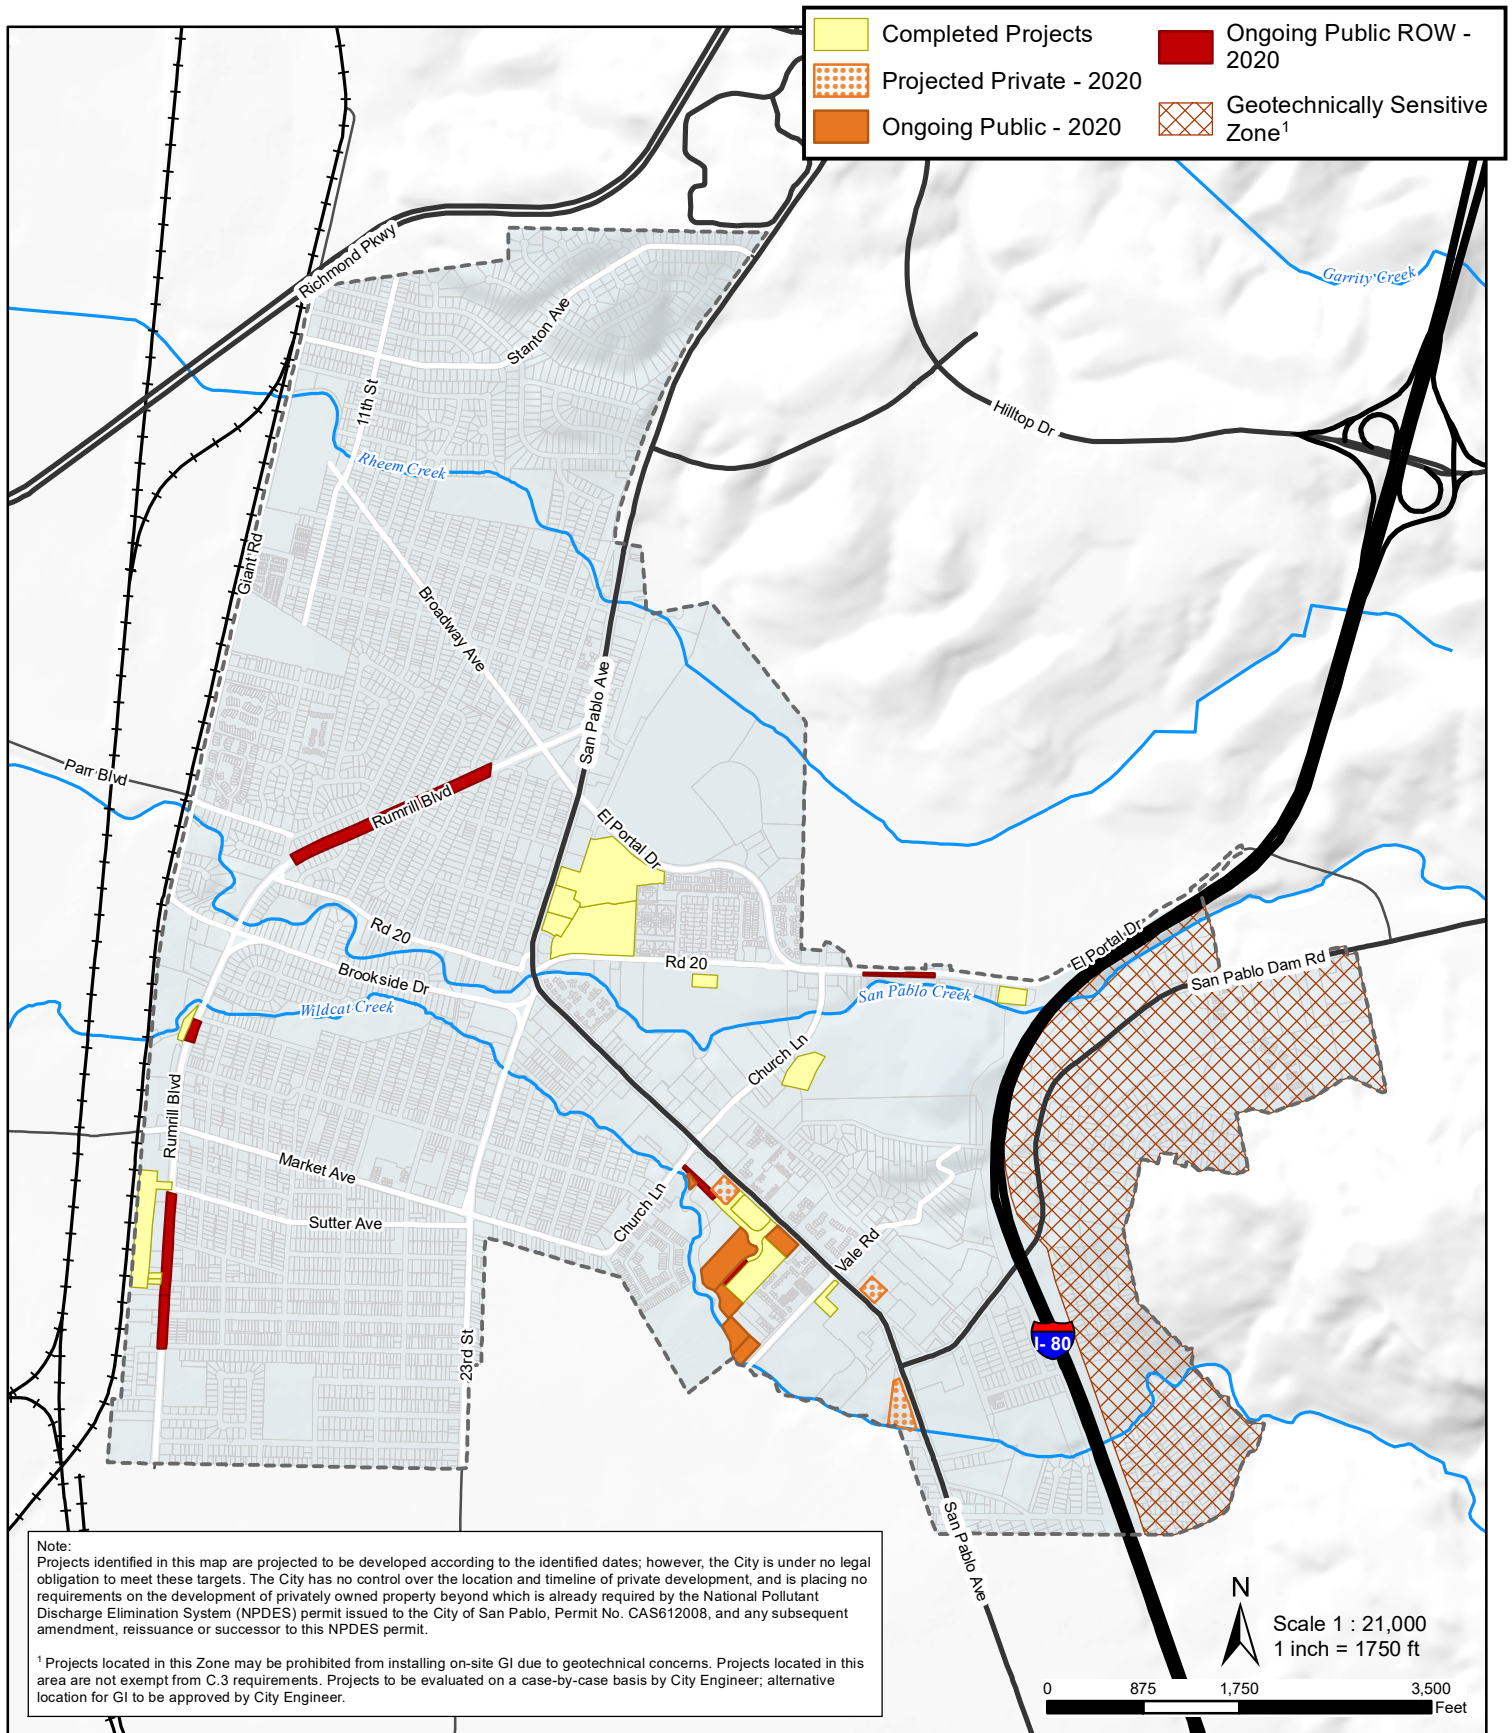 Completed Projects
Projected Private - 2020
Ongoing Public - 2020
Ongoing Public ROW -
2020
Geotechnically Sensitive
Zone1
Richmond Pkwy
Stanton Ave
Garrity Creek
11th St
Hilltop Dr
Rheem Creek
Giant Rd
Broadway Ave
San Pablo Ave
Parr Blvd
Rumrill Blvd
El Portal Dr
Rd 20
Brookside Dr
Rd 20
El Portal Dr
San Pablo Dam Rd
San Pablo Creek
Wildcat Creek
Church Ln
Rumrill Blvd
Market Ave
Church Ln
Sutter Ave
Vale Rd
23rd St
I- 80
San Pablo Ave
Note:
Projects identified in this map are projected to be developed according to the identified dates; however, the City is under no legal
obligation to meet these targets. The City has no control over the location and timeline of private development, and is placing no
requirements on the development of privately owned property beyond which is already required by the National Pollutant
Discharge Elimination System (NPDES) permit issued to the City of San Pablo, Permit No. CAS612008, and any subsequent
amendment, reissuance or successor to this NPDES permit.
1 Projects located in this Zone may be prohibited from installing on-site GI due to geotechnical concerns. Projects located in this
area are not exempt from C.3 requirements. Projects to be evaluated on a case-by-case basis by City Engineer; alternative
location for GI to be approved by City Engineer.
N
Scale 1 : 21,000
1 inch = 1750 ft
0 875 1,750 3,500
Feet